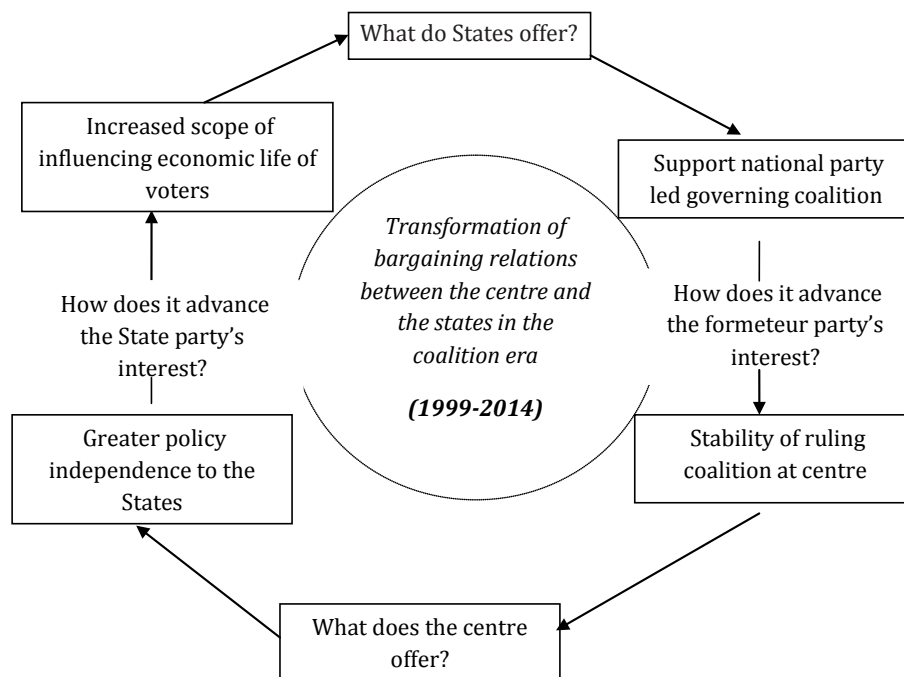 What do States offer?
Increased scope of
influencing economic life of
voters
Support national party
led governing coalition
Transformation of
bargaining relations
between the centre and
the states in the
coalition era
(1999-2014)
How does it advance
the State party’s
interest?
How does it advance
the formeteur party’s
interest?
Greater policy
independence to the
States
Stability of ruling
coalition at centre
What does the centre
offer?